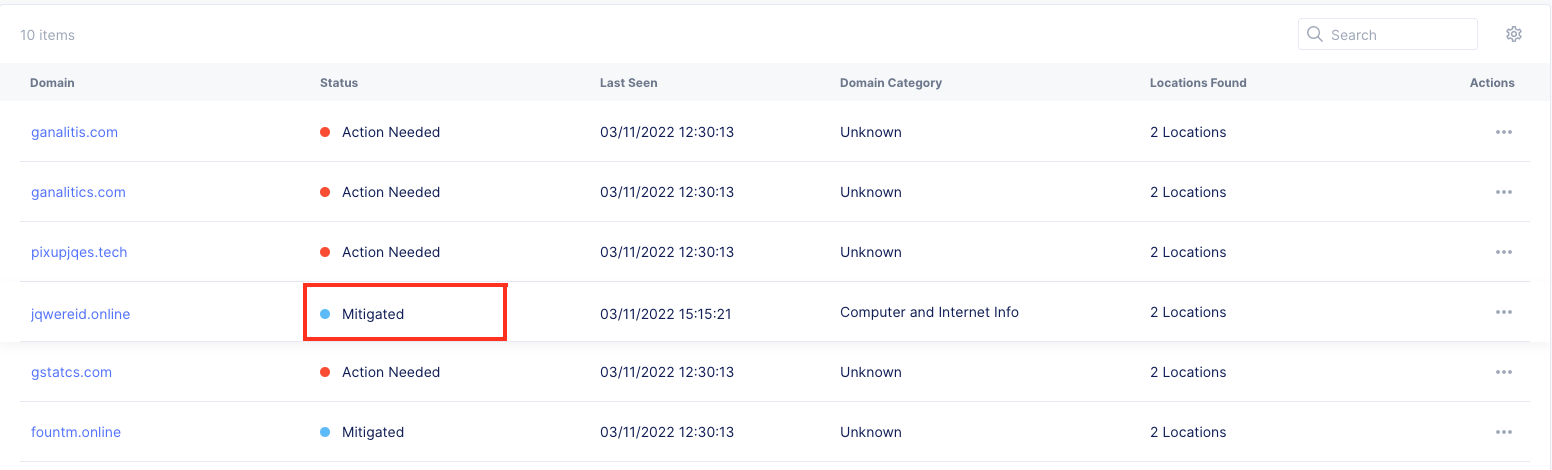 10 items
Search
Domain Status Last Seen Domain Category Locations Found Actions
ganalitis.com Action Needed 03/11/2022 12:30:13 Unknown 2 Locations
ganalitics.com Action Needed 03/11/2022 12:30:13 Unknown 2 Locations
pixupjqes.tech Action Needed 03/11/2022 12:30:13 Unknown 2 Locations
jqwereid.online Mitigated 03/11/2022 15:15:21 Computer and Internet Info 2 Locations
gstatcs.com Action Needed 03/11/2022 12:30:13 Unknown 2 Locations
fountm.online Mitigated 03/11/2022 12:30:13 Unknown 2 Locations